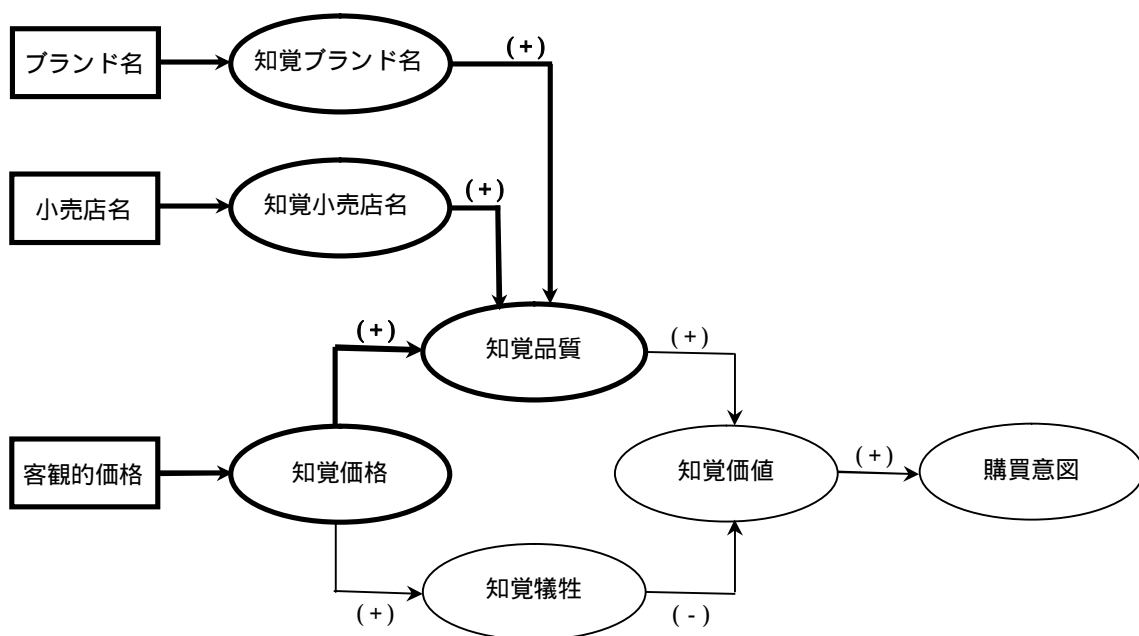 ブランド名
知覚ブランド名
(+)
小売店名
知覚小売店名
(+)
(+)
知覚品質
(+)
客観的価格
知覚価格
知覚価値
(+)
購買意図
(+)
知覚犠牲
(-)